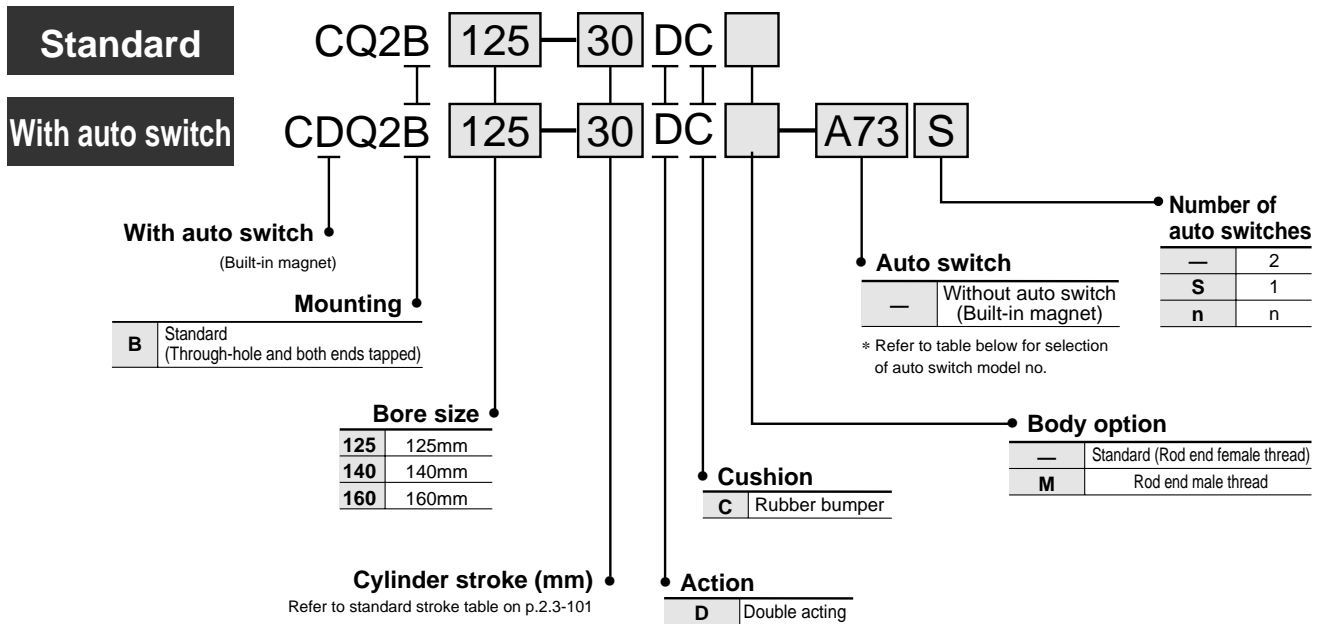 Standard
CQ2B 125 — 30 DC
With auto switch
CDQ2B 125 — 30 DC — A73 S
With auto switch
(Built-in magnet)
Mounting
B Standard
(Through-hole and both ends tapped)
Bore size
125 125mm
140 140mm
160 160mm
Cylinder stroke (mm)
Refer to standard stroke table on p.2.3-101
Action
D Double acting
Cushion
C Rubber bumper
Body option
— Standard (Rod end female thread)
M Rod end male thread
Auto switch
— Without auto switch
(Built-in magnet)
* Refer to table below for selection
of auto switch model no.
Number of
auto switches
— 2
S 1
n n